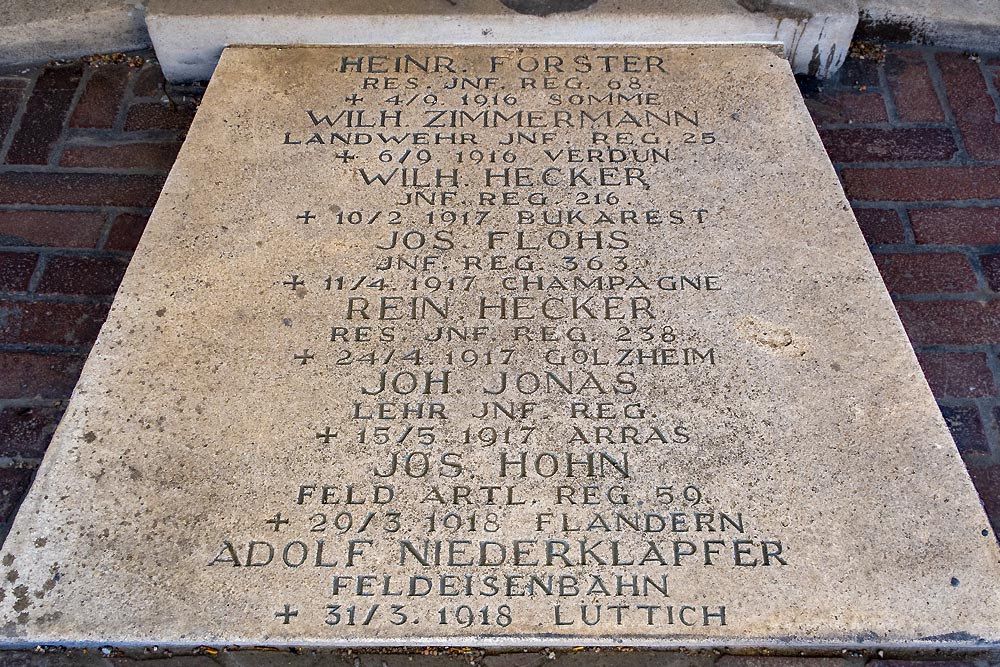 HEINR. FÖRSTER
RES. JNF. REG.
+ 4/9. 1916 SOMME
WILH. ZIMMERMANN
LANDWEHR JNF. REG. 25
+ 6/9 1916 VERDUN
WILH. HECKER
JNF. REG. 216
+ 10/2. 1917 BUKAREST
JOS. FLOHS
JNF. REG. 363
+ 11/4. 1917 CHAMPAGNE
REIN. HECKER
RES. JNF. REG. 238
+ 24/4. 1917 GOLZHEIM
JOH. JONAS
LEHR JNF. REG.
+ 15/5 1917 ARRAS
JOS. HOHN
FELD ARTL. REG. 59
+ 20/3. 1918 FLANDERN
ADOLF NIEDERKLAPFER
FELDEISENBAHN
+ 31/3. 1918 LÜTTICH